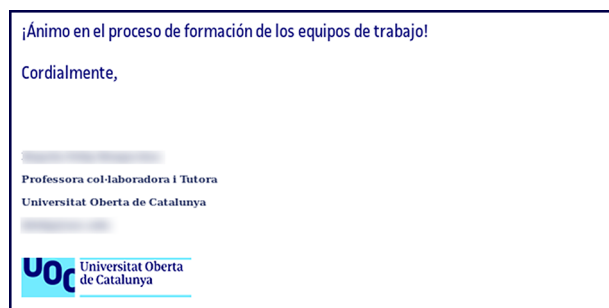 ¡Ánimo en el proceso de formación de los equipos de trabajo!
Cordialmente,
Professora col·laboradora i Tutora
Universitat Oberta de Catalunya
UOC
Universitat Oberta
de Catalunya